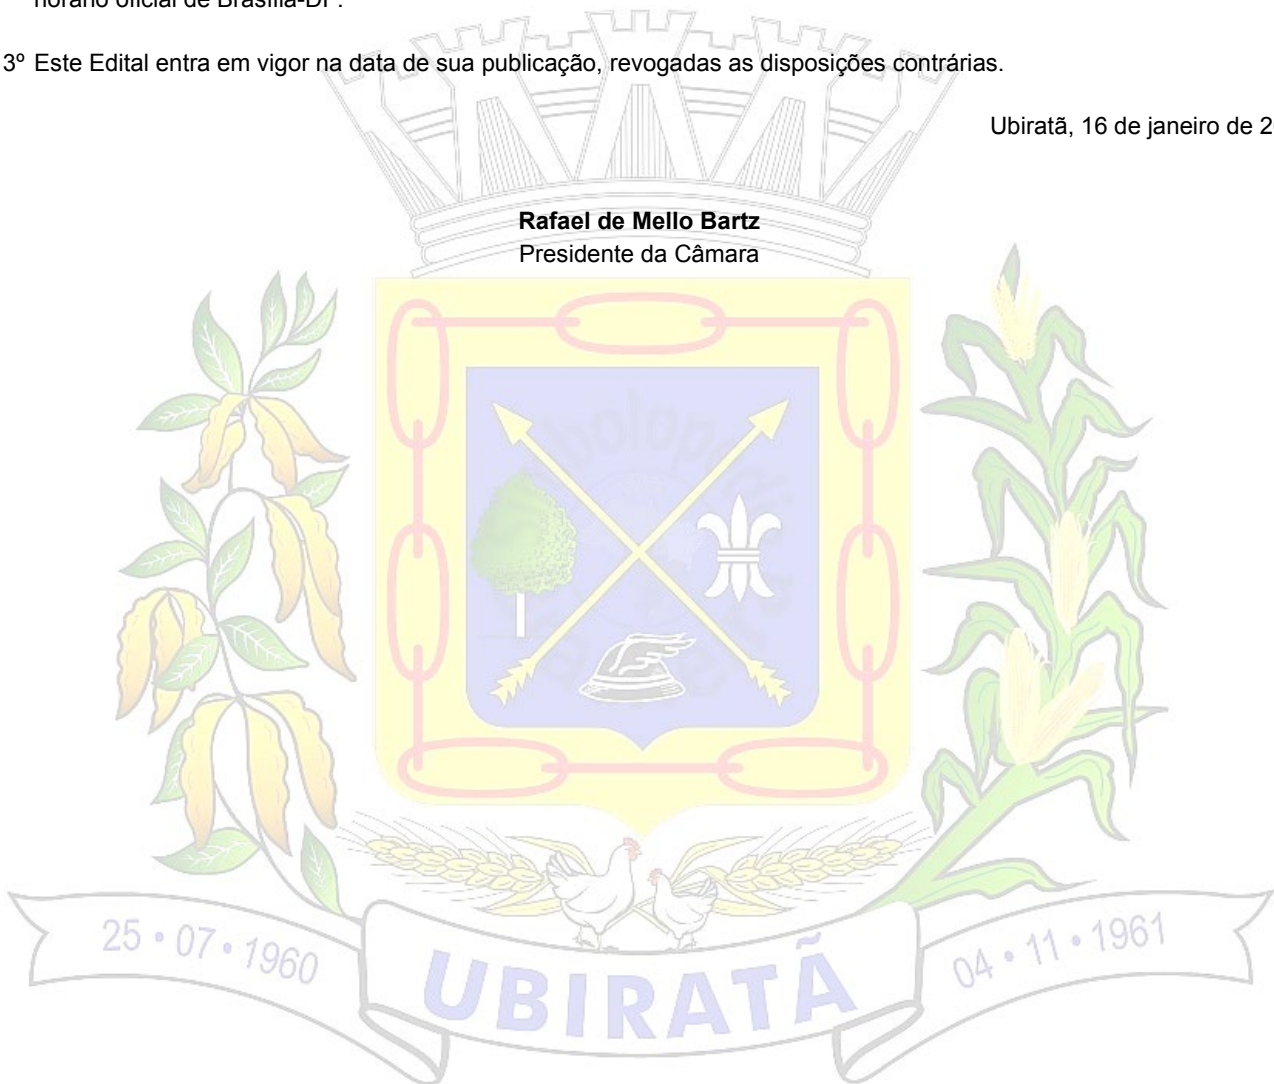 horário oficial de Brasília-DF.
3º Este Edital entra em vigor na data de sua publicação, revogadas as disposições contrárias.
Ubiratã, 16 de janeiro de 2
Rafael de Mello Bartz
Presidente da Câmara
25 • 07 • 1960
UBIRATÃ
04 • 11 • 1961